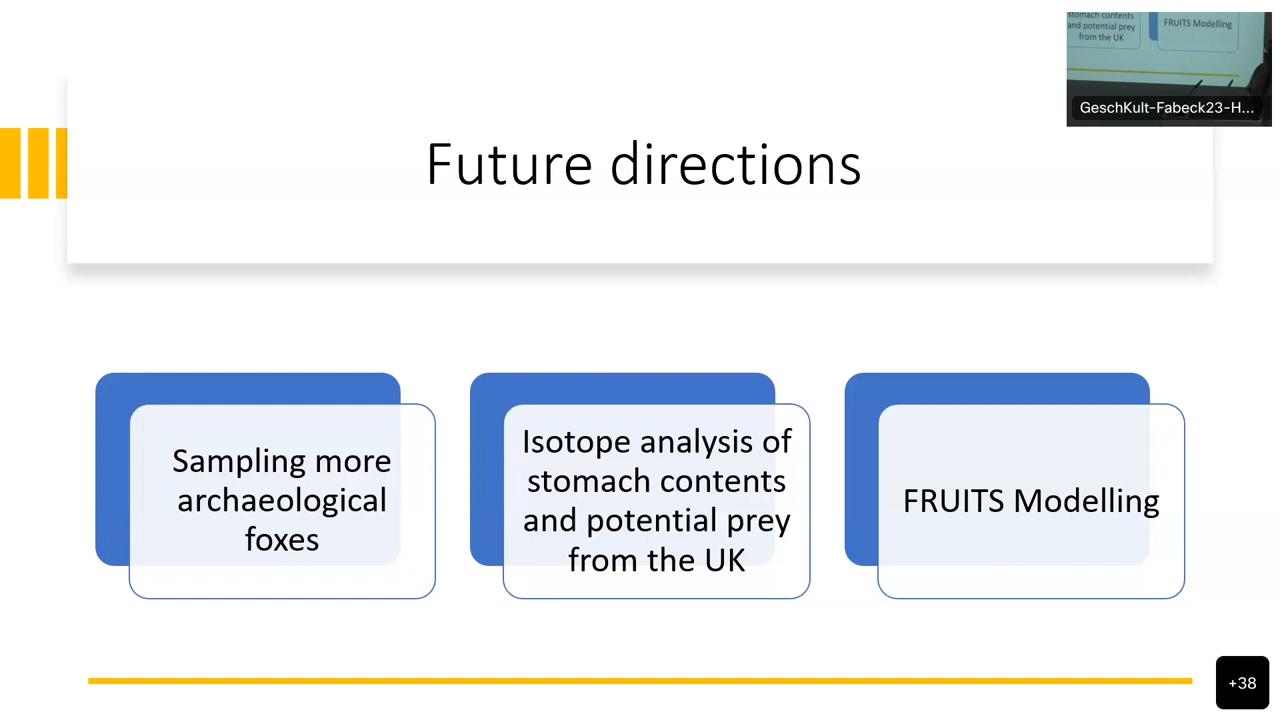 stomach contents
and potential prey
from the UK
FRUITS Modelling
GeschKult-Fabeck23-H...
Future directions
Sampling more
archaeological
foxes
Isotope analysis of
stomach contents
and potential prey
from the UK
FRUITS Modelling
+38